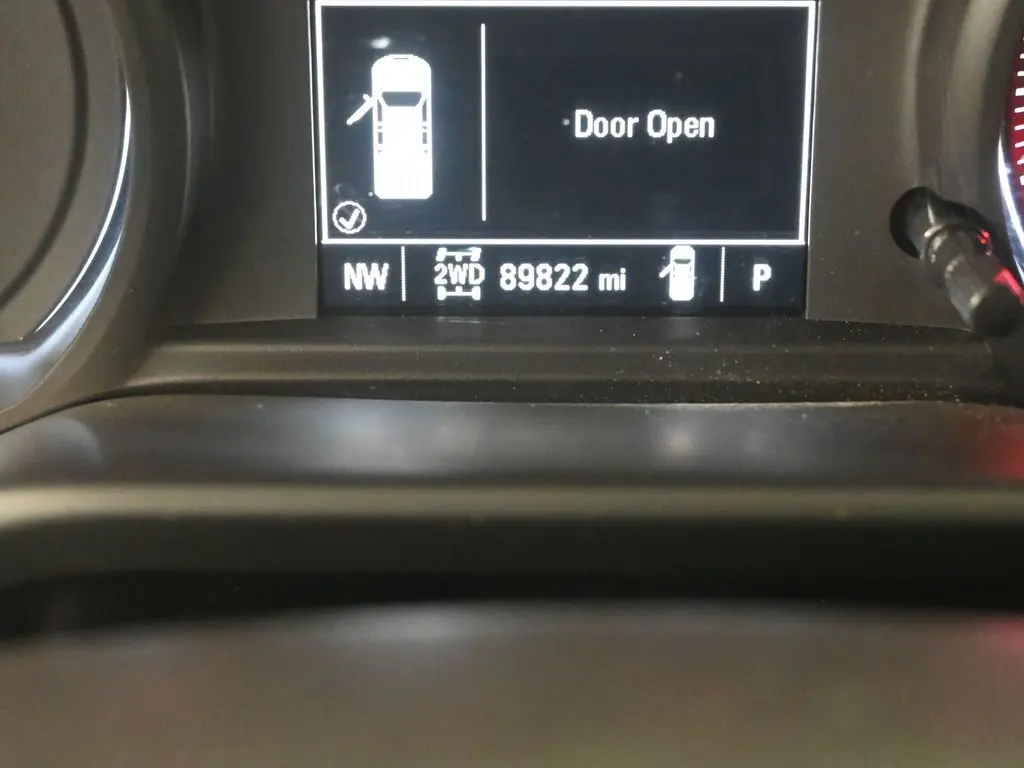 Door Open
NW 2WD 89822 mi P